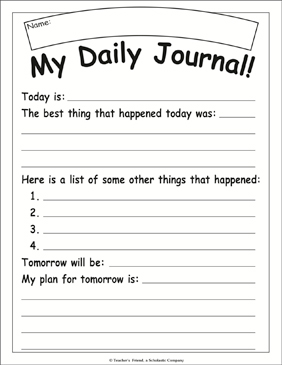 Name:
My Daily Journal!
Today is:
The best thing that happened today was:
Here is a list of some other things that happened:
1.
2.
3.
4.
Tomorrow will be:
My plan for tomorrow is:
© Teacher's Friend, a Scholastic Company